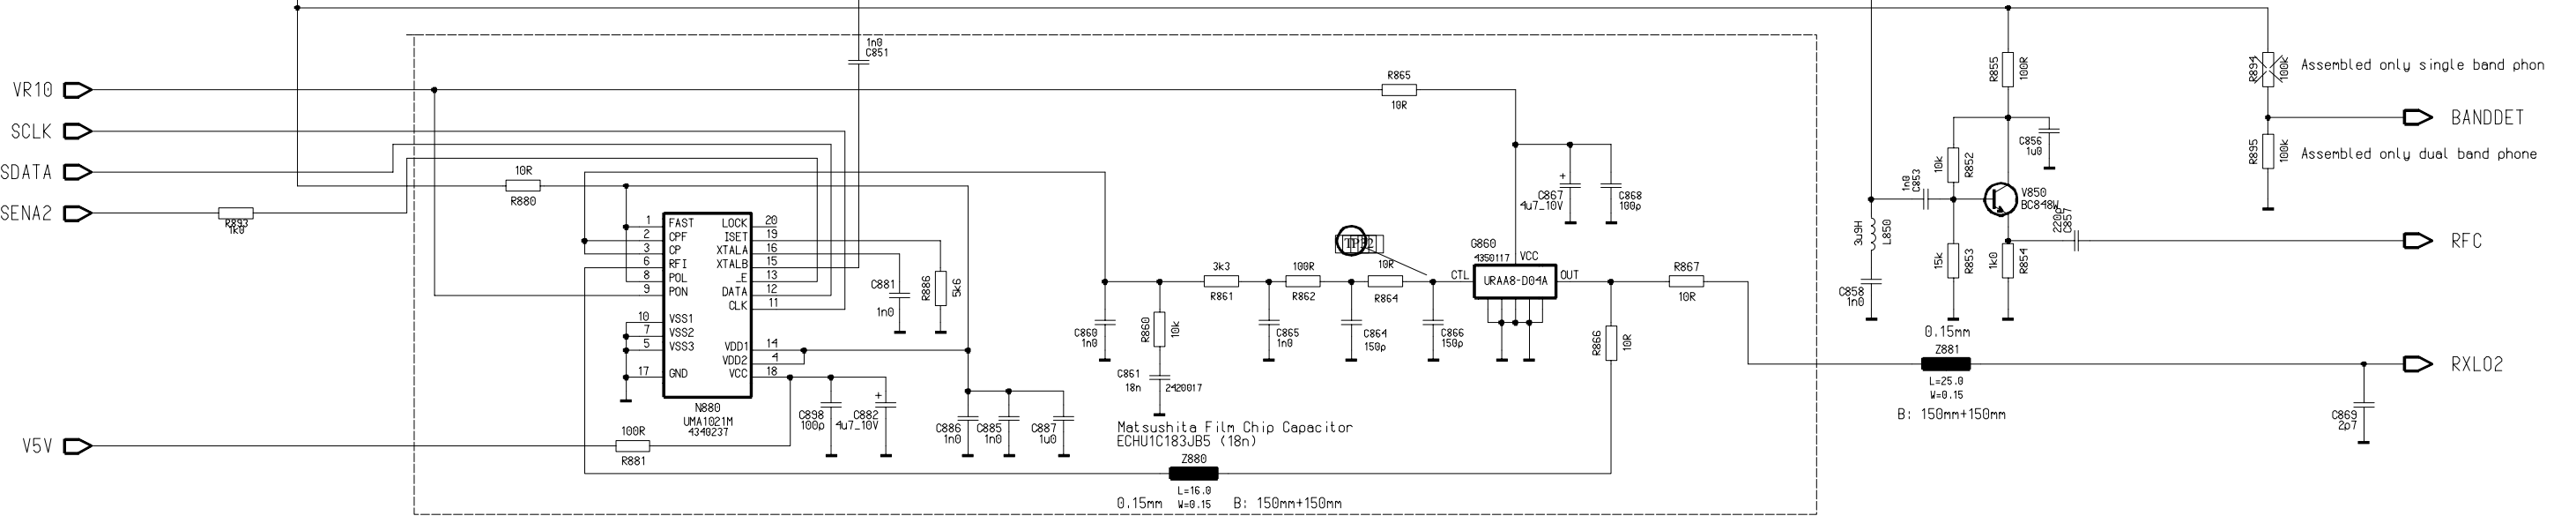 1n0
C851
VR10
R865
10R
R855
100R
R894
100k
Assembled only single band phon
SCLK
BANDDET
SDATA
10R
R880
C856
1u0
10k
R852
R895
100k
Assembled only dual band phone
SENA2
R893
1k0
C867
4u7_10V
+
C868
100p
1n0
C853
V850
BC848W
220p
C857
1 FAST LOCK 20
2 CPF ISET 19
3 CP XTALA 16
6 RFI XTALB 15
8 POL _E 13
9 PON DATA 12
CLK 11
10 VSS1
7 VSS2
5 VSS3 VDD1 14
VDD2 4
17 GND VCC 18
N880
UMA1021M
4340237
C881
1n0
R886
5k6
3u9H
L850
RFC
G860
4350117
VCC
CTL
URAA8-D04A
OUT
3k3
R861
100R
R862
10R
R864
R867
10R
15k
R853
1k0
R854
C858
1n0
C860
1n0
R860
10k
C865
1n0
C864
150p
C866
150p
R866
10R
C861
18n
2420017
0.15mm
Z881
L=25.0
W=0.15
B: 150mm+150mm
RXLO2
C869
2p7
C898
100p
+
C882
4u7_10V
C886
1n0
C885
1n0
C887
1u0
Matsushita Film Chip Capacitor
ECHU1C183JB5 (18n)
V5V
100R
R881
Z880
L=16.0
W=0.15
0.15mm
B: 150mm+150mm